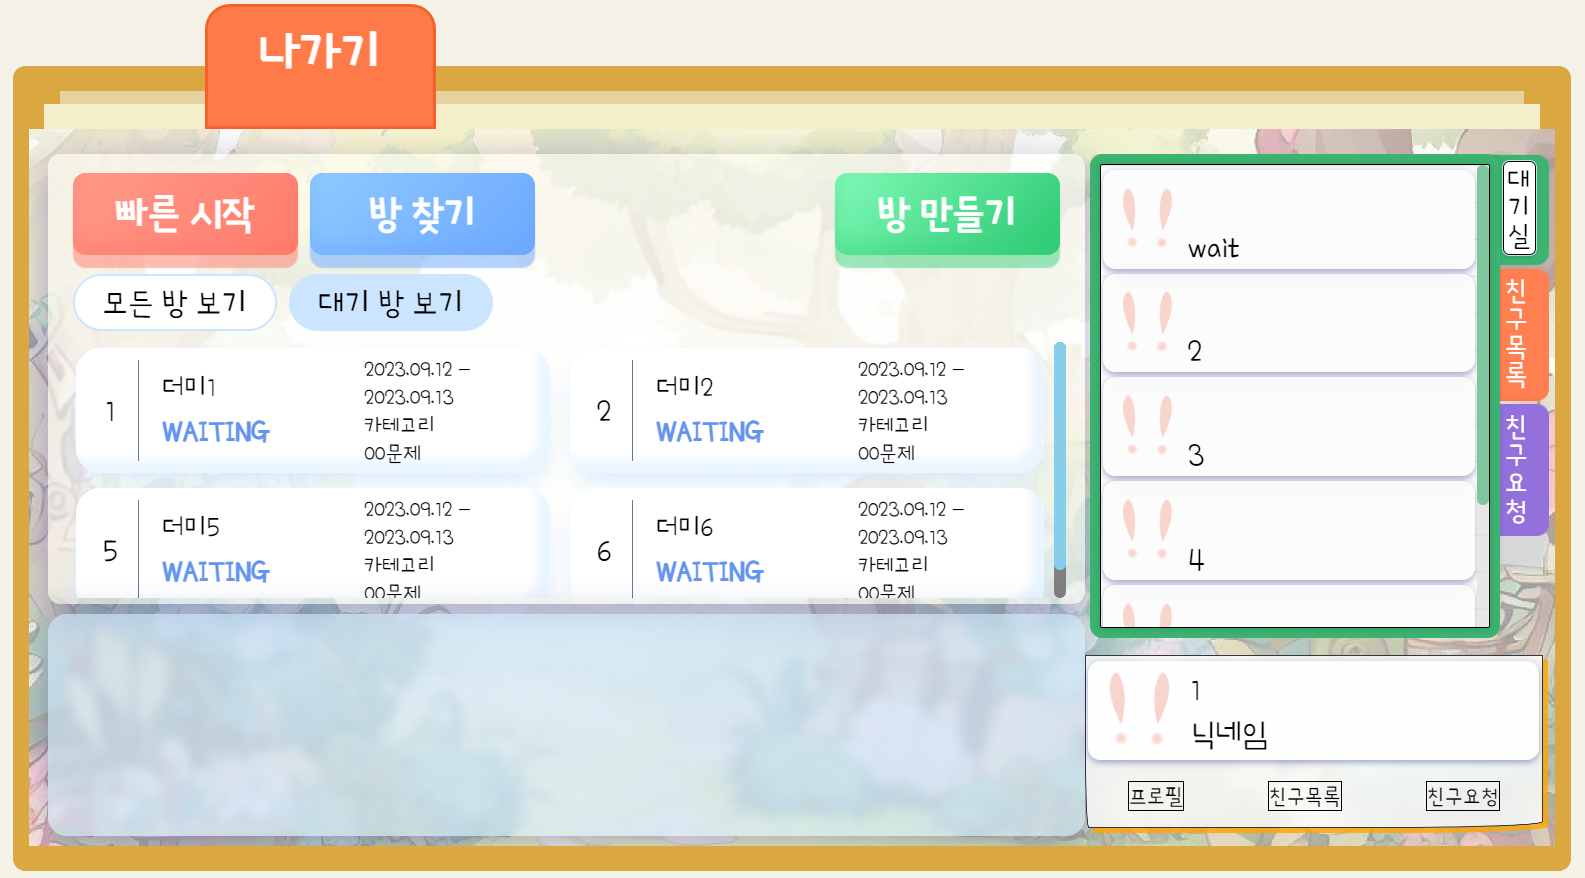 나가기
빠른 시작
방 찾기
방 만들기
모든 방 보기
대기 방 보기
1
더미1
WAITING
2023.09.12 –
2023.09.13
카테고리
00문제
2
더미2
WAITING
2023.09.12 –
2023.09.13
카테고리
00문제
5
더미5
WAITING
2023.09.12 –
2023.09.13
카테고리
00문제
6
더미6
WAITING
2023.09.12 –
2023.09.13
카테고리
00문제
wait
2
3
4
대기실
친구목록
친구요청
1
닉네임
프로필
친구목록
친구요청